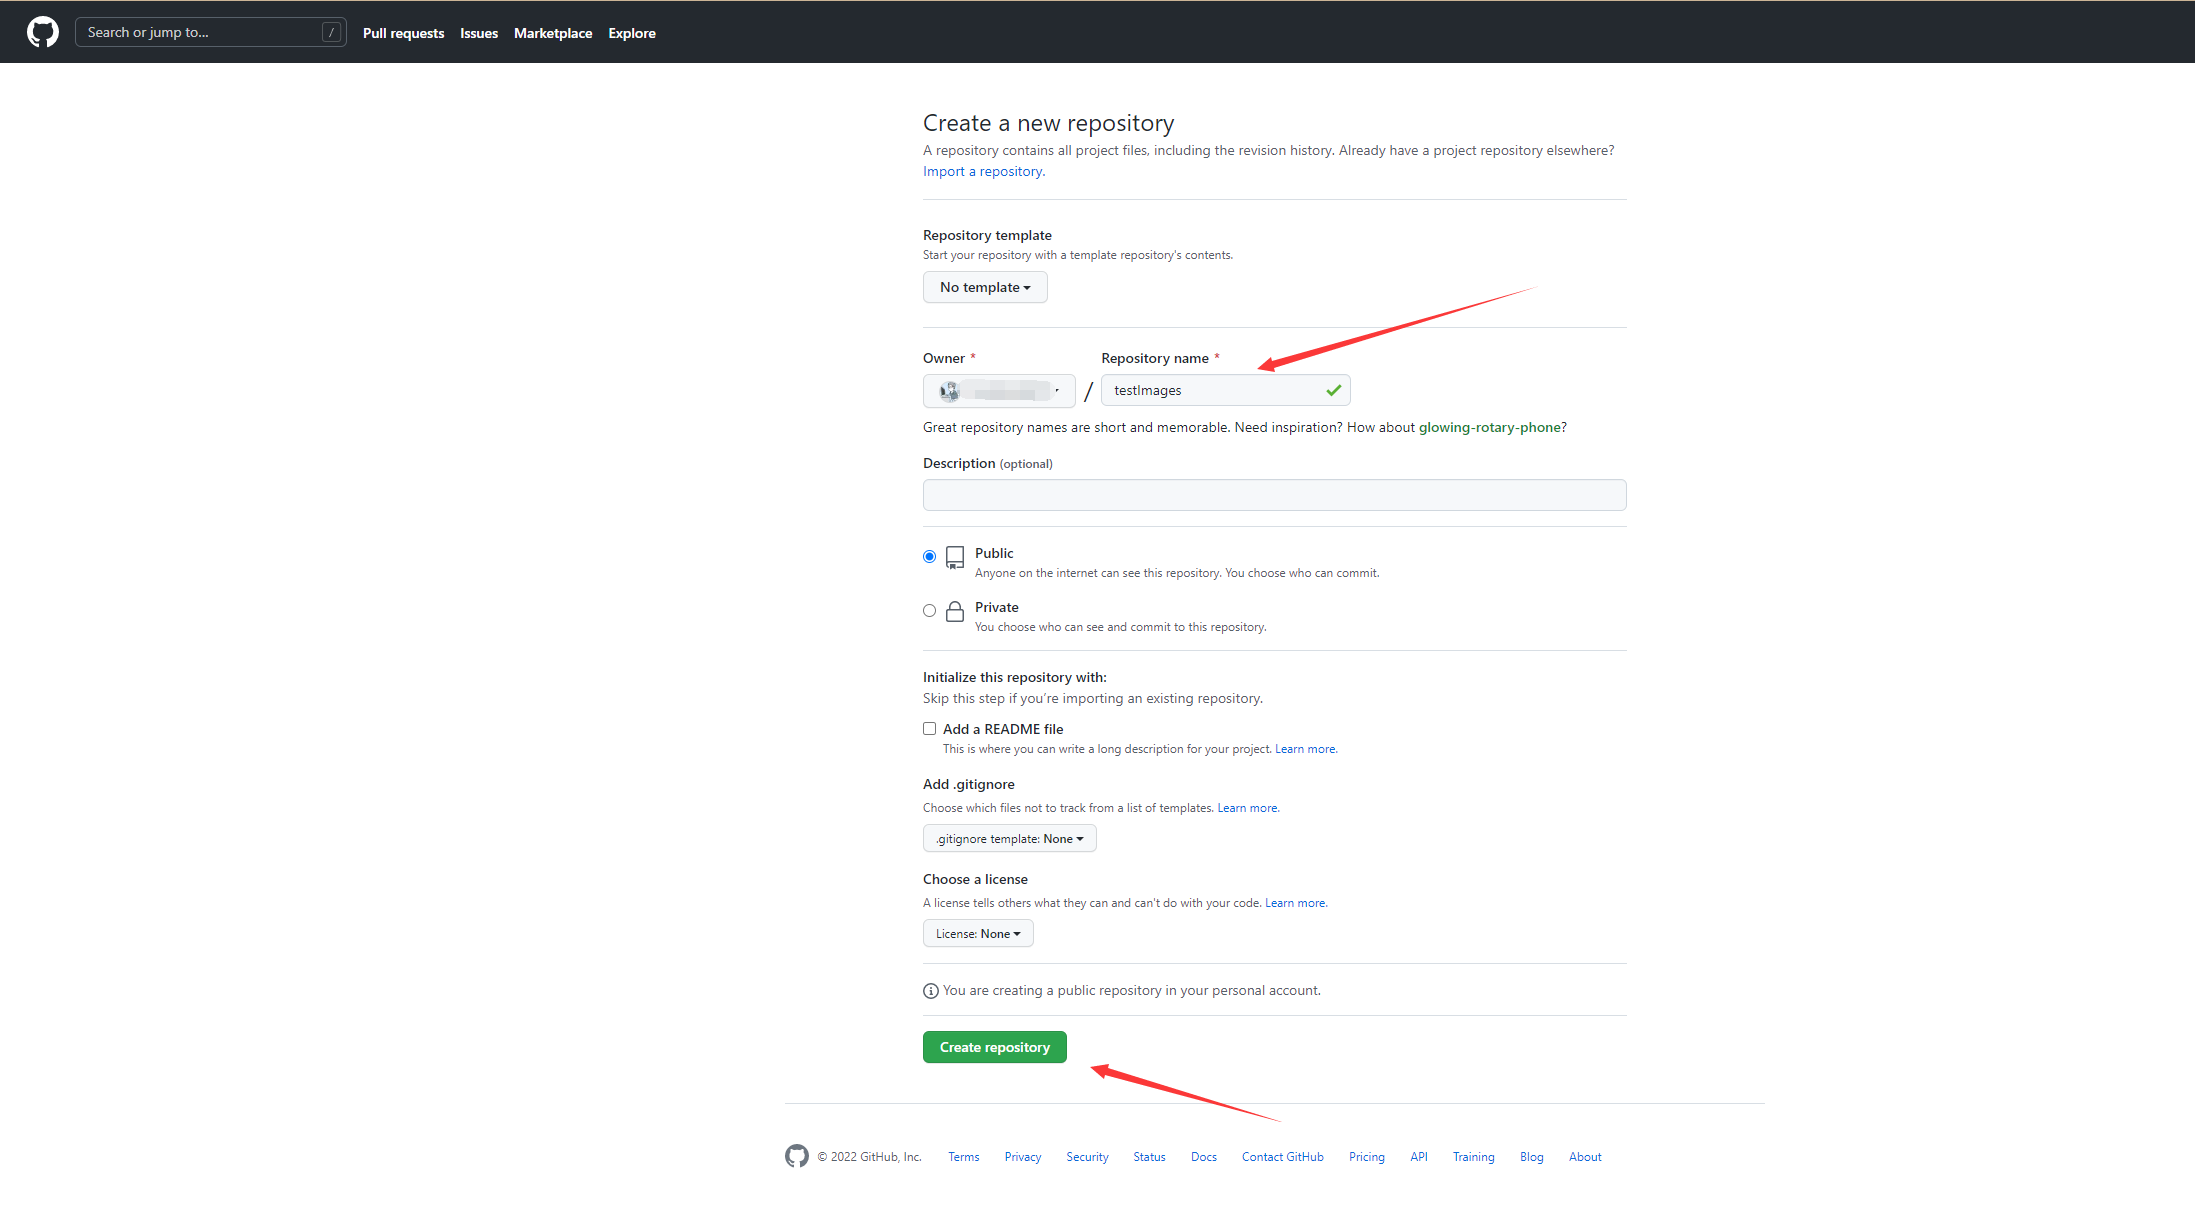 Search or jump to... /
Pull requests Issues Marketplace Explore
Create a new repository
A repository contains all project files, including the revision history. Already have a project repository elsewhere?
Import a repository.
Repository template
Start your repository with a template repository's contents.
No template
Owner * Repository name *
/ testImages
Great repository names are short and memorable. Need inspiration? How about glowing-rotary-phone?
Description (optional)
Public
Anyone on the internet can see this repository. You choose who can commit.
Private
You choose who can see and commit to this repository.
Initialize this repository with:
Skip this step if you’re importing an existing repository.
Add a README file
This is where you can write a long description for your project. Learn more.
Add .gitignore
Choose which files not to track from a list of templates. Learn more.
.gitignore template: None
Choose a license
A license tells others what they can and can't do with your code. Learn more.
License: None
You are creating a public repository in your personal account.
Create repository
© 2022 GitHub, Inc. Terms Privacy Security Status Docs Contact GitHub Pricing API Training Blog About